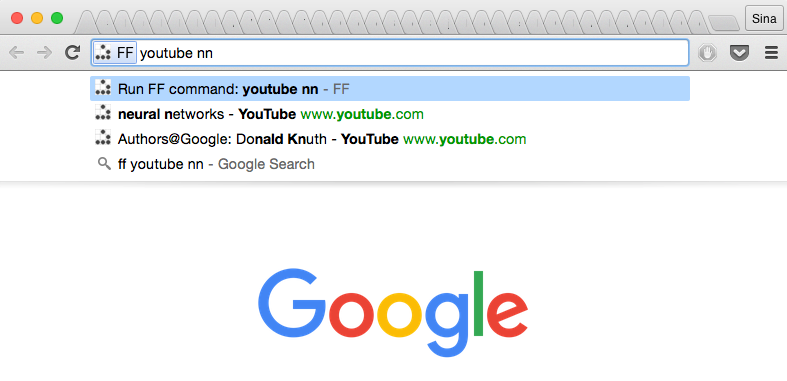 Sina
FF youtube nn
Run FF command: youtube nn - FF
neural networks - YouTube www.youtube.com
Authors@Google: Donald Knuth - YouTube www.youtube.com
ff youtube nn - Google Search
Google